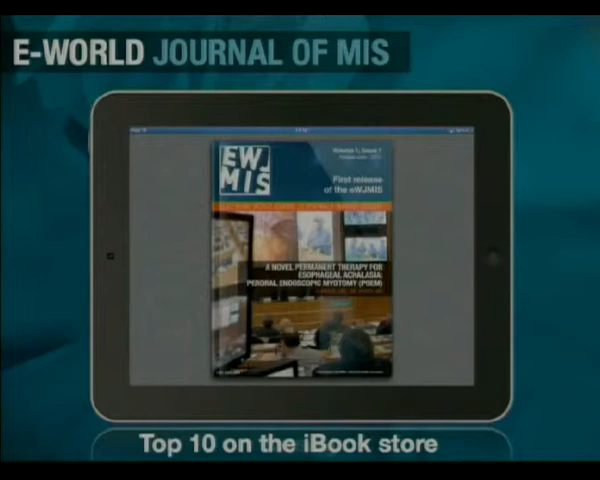 E-WORLD JOURNAL OF MIS
EWJ
MIS
Volume 1, Issue 1
First release
of the eWJMIS
A NOVEL PERMANENT THERAPY FOR
ESOPHAGEAL ACHALASIA:
PERORAL ENDOSCOPIC MYOTOMY (POEM)
Top 10 on the iBook store